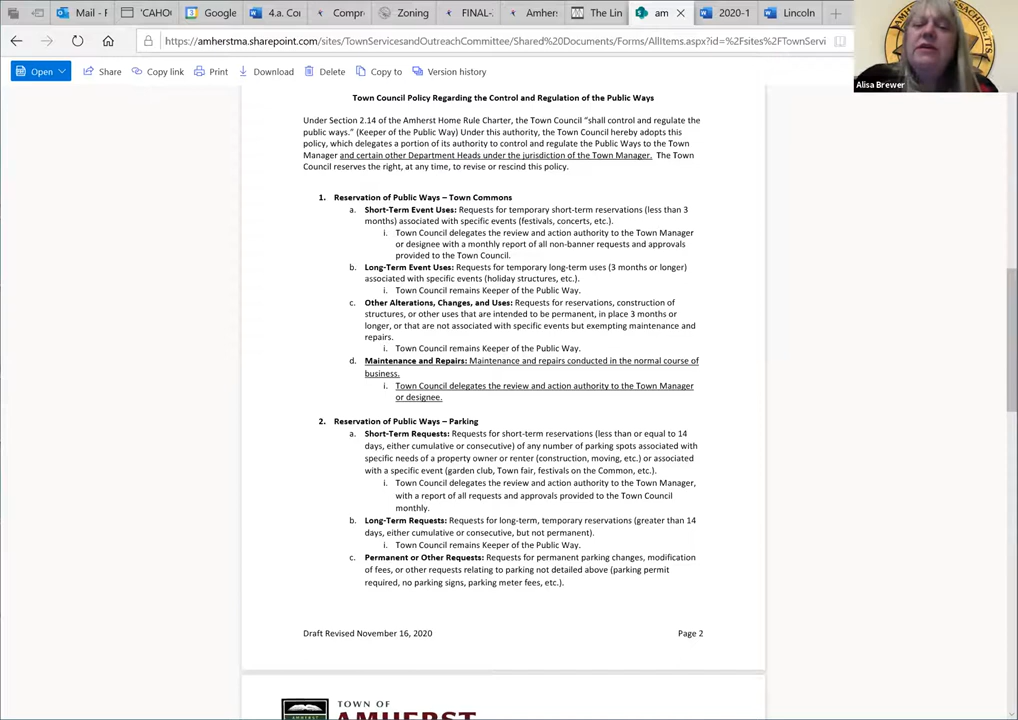 Mail - F
'CAHO
Google
4.a. Cor
Compr
Zoning
FINAL-
Amhers
The Lin
am
2020-1
Lincoln
https://amherstma.sharepoint.com/sites/TownServicesandOutreachCommittee/Shared%20Documents/Forms/AllItems.aspx?id=%2Fsites%2FTownServi
Open
Share
Copy link
Print
Download
Delete
Copy to
Version history
Alisa Brewer
Town Council Policy Regarding the Control and Regulation of the Public Ways
Under Section 2.14 of the Amherst Home Rule Charter, the Town Council "shall control and regulate the
public ways." (Keeper of the Public Way) Under this authority, the Town Council hereby adopts this
policy, which delegates a portion of its authority to control and regulate the Public Ways to the Town
Manager and certain other Department Heads under the jurisdiction of the Town Manager. The Town
Council reserves the right, at any time, to revise or rescind this policy.
1. Reservation of Public Ways – Town Commons
a. Short-Term Event Uses: Requests for temporary short-term reservations (less than 3
months) associated with specific events (festivals, concerts, etc.).
i. Town Council delegates the review and action authority to the Town Manager
or designee with a monthly report of all non-banner requests and approvals
provided to the Town Council.
b. Long-Term Event Uses: Requests for temporary long-term uses (3 months or longer)
associated with specific events (holiday structures, etc.).
i. Town Council remains Keeper of the Public Way.
c. Other Alterations, Changes, and Uses: Requests for reservations, construction of
structures, or other uses that are intended to be permanent, in place 3 months or
longer, or that are not associated with specific events but exempting maintenance and
repairs.
i. Town Council remains Keeper of the Public Way.
d. Maintenance and Repairs: Maintenance and repairs conducted in the normal course of
business.
i. Town Council delegates the review and action authority to the Town Manager
or designee.
2. Reservation of Public Ways – Parking
a. Short-Term Requests: Requests for short-term reservations (less than or equal to 14
days, either cumulative or consecutive) of any number of parking spots associated with
specific needs of a property owner or renter (construction, moving, etc.) or associated
with a specific event (garden club, Town fair, festivals on the Common, etc.).
i. Town Council delegates the review and action authority to the Town Manager,
with a report of all requests and approvals provided to the Town Council
monthly.
b. Long-Term Requests: Requests for long-term, temporary reservations (greater than 14
days, either cumulative or consecutive, but not permanent).
i. Town Council remains Keeper of the Public Way.
c. Permanent or Other Requests: Requests for permanent parking changes, modification
of fees, or other requests relating to parking not detailed above (parking permit
required, no parking signs, parking meter fees, etc.).
Draft Revised November 16, 2020
Page 2
TOWN OF
AMHERST